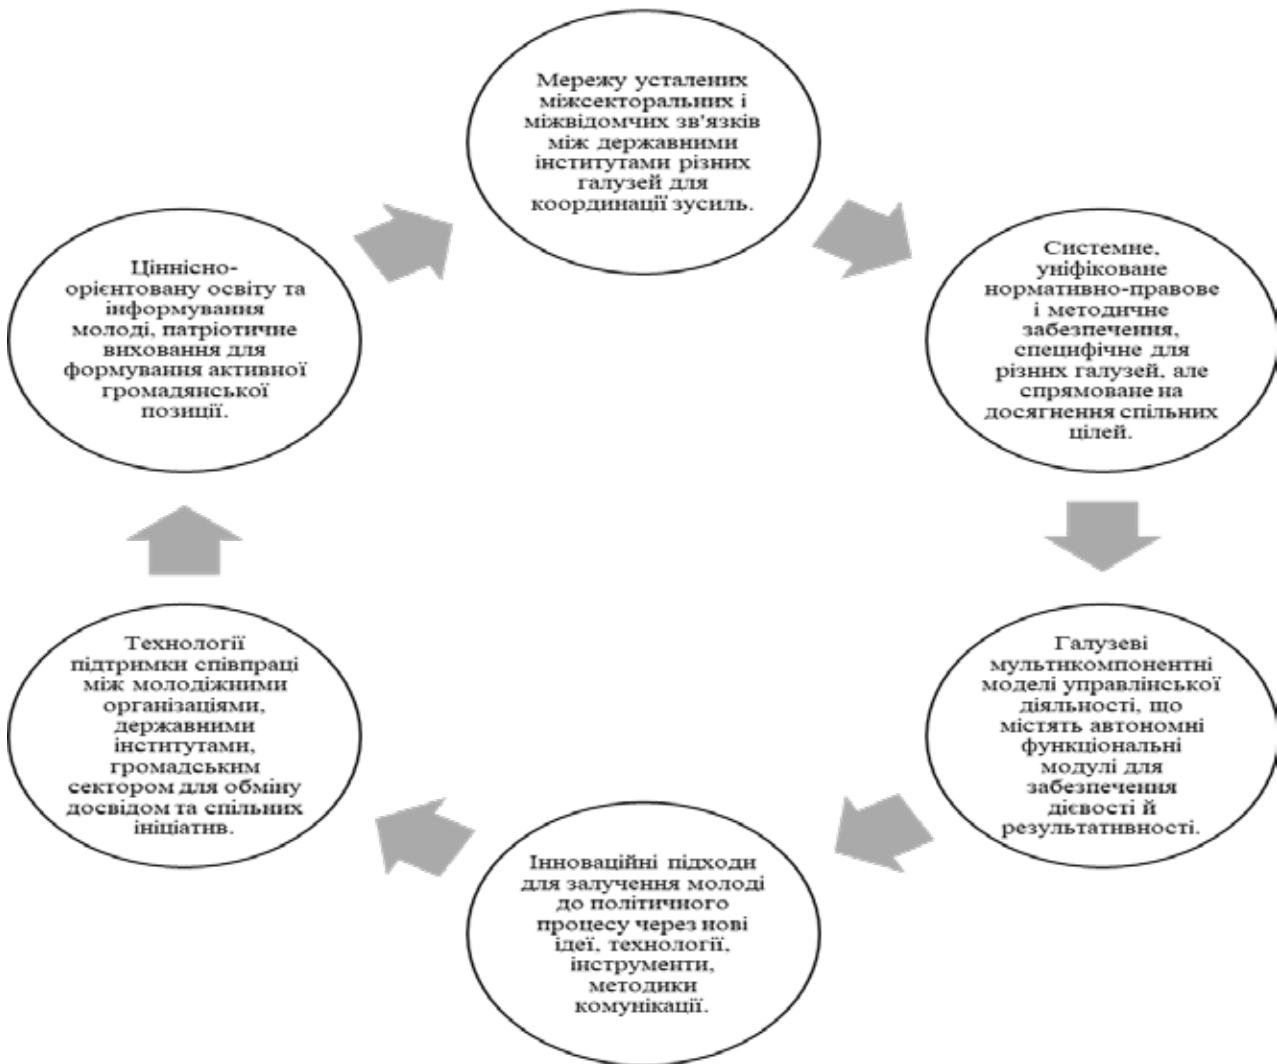 Мережу усталених
міжсекторальних і
міжвідомчих зв'язків
між державними
інститутами різних
галузей для
координації зусиль.
Системне,
уніфіковане
нормативно-правове
і методичне
забезпечення,
специфічне для
різних галузей, але
спрямоване на
досягнення спільних
цілей.
Галузеві
мультикомпонентні
моделі управлінської
діяльності, що
містять автономні
функціональні
модулі для
забезпечення
дієвості й
результативності.
Інноваційні підходи
для залучення молоді
до політичного
процесу через нові
ідеї, технології,
інструменти,
методики
комунікації.
Технології
підтримки співпраці
між молодіжними
організаціями,
державними
інститутами,
громадським
сектором для обміну
досвідом та спільних
ініціатив.
Ціннісно-
орієнтовану освіту та
інформування
молоді, патріотичне
виховання для
формування активної
громадянської
позиції.